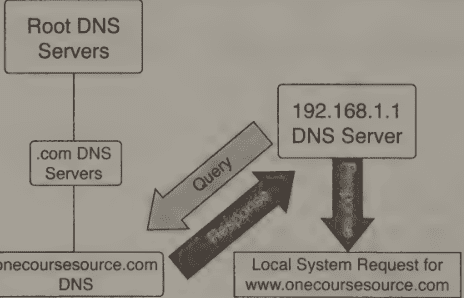 Root DNS
Servers
192.168.1.1
DNS Server
.com DNS
Servers
Query
Response
onecoursesource.com
DNS
Local System Request for
www.onecoursesource.com